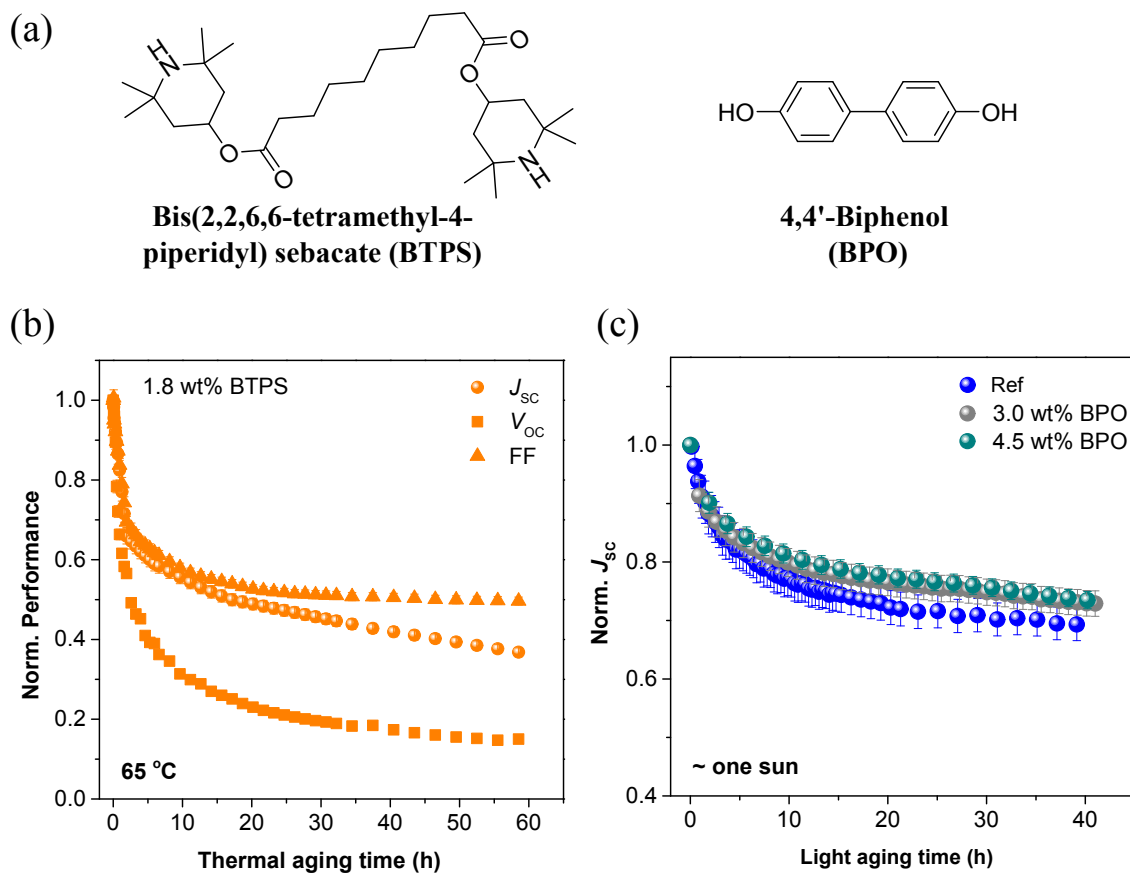 (a)
H
N
O
O
O
O
N
H
HO
OH
Bis(2,2,6,6-tetramethyl-4-
piperidyl) sebacate (BTPS)
4,4'-Biphenol
(BPO)
(b)
1.8 wt% BTPS
JSC
VOC
FF
65 °C
Norm. Performance
1.0
0.8
0.6
0.4
0.2
0.0
0 10 20 30 40 50 60
Thermal aging time (h)
(c)
Ref
3.0 wt% BPO
4.5 wt% BPO
~ one sun
Norm. JSC
1.0
0.8
0.6
0.4
0 10 20 30 40
Light aging time (h)